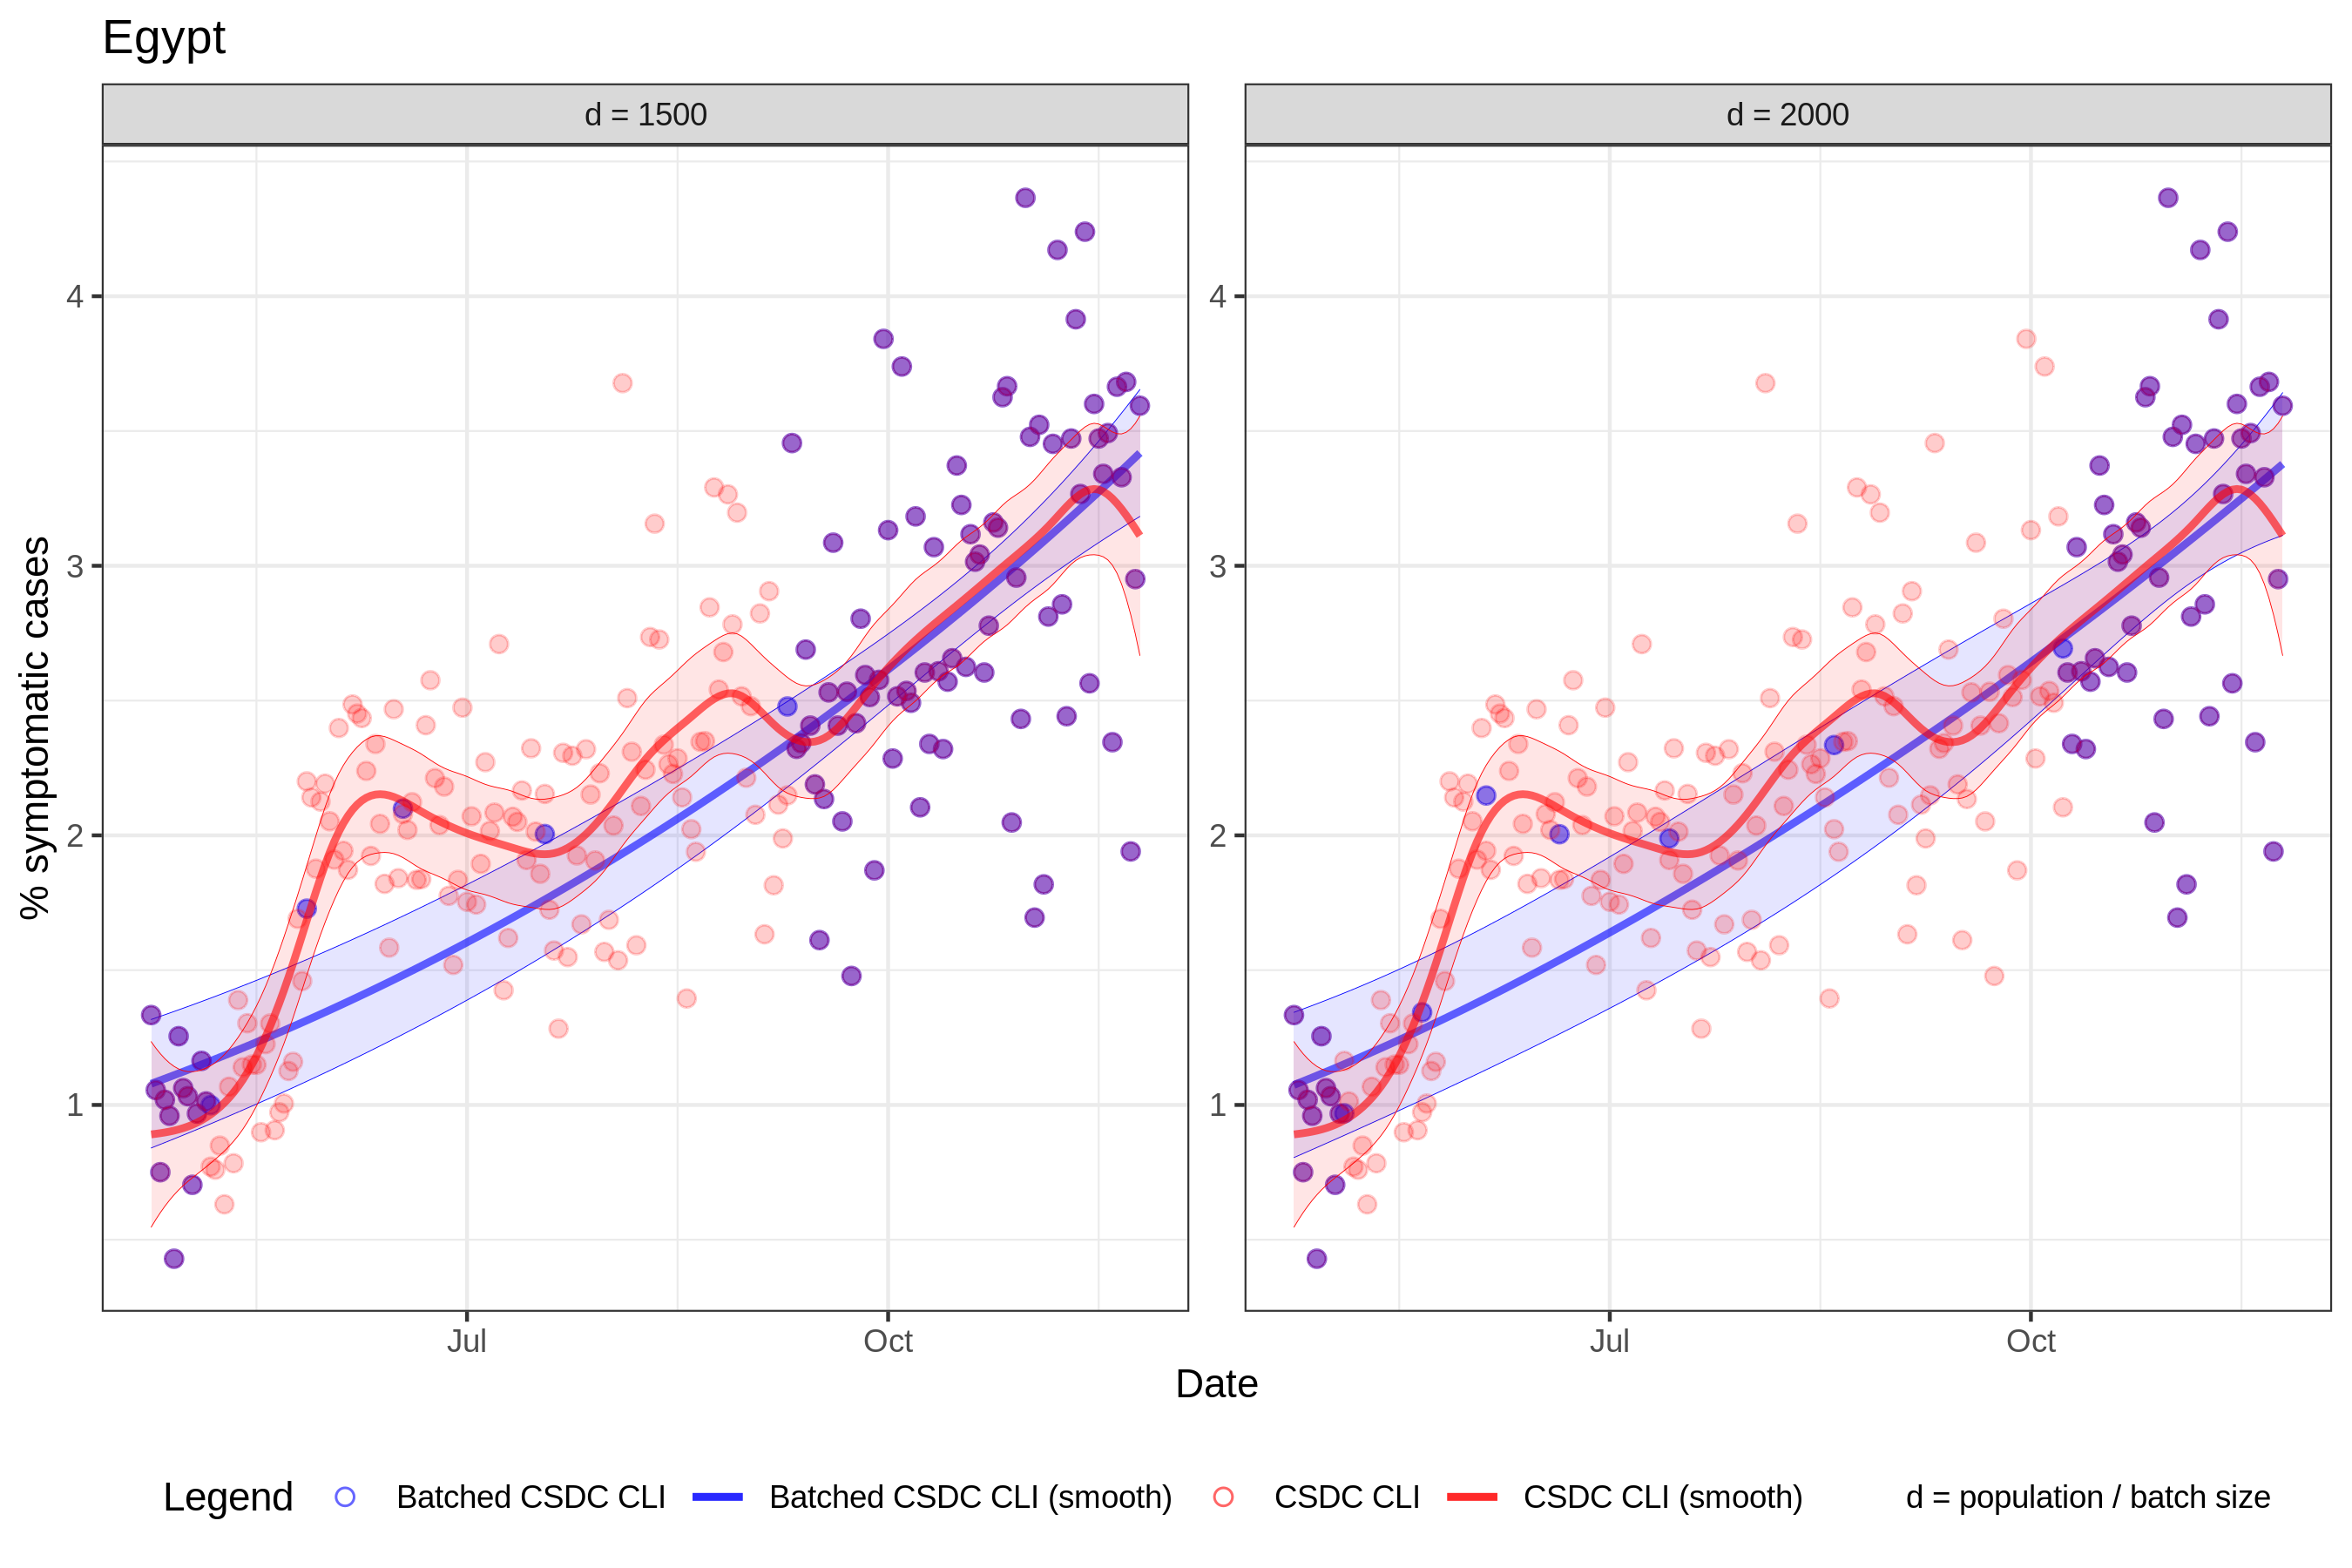 Egypt
d = 1500
d = 2000
% symptomatic cases
4
3
2
1
4
3
2
1
Jul
Oct
Jul
Oct
Date
Legend
Batched CSDC CLI
Batched CSDC CLI (smooth)
CSDC CLI
CSDC CLI (smooth)
d = population / batch size